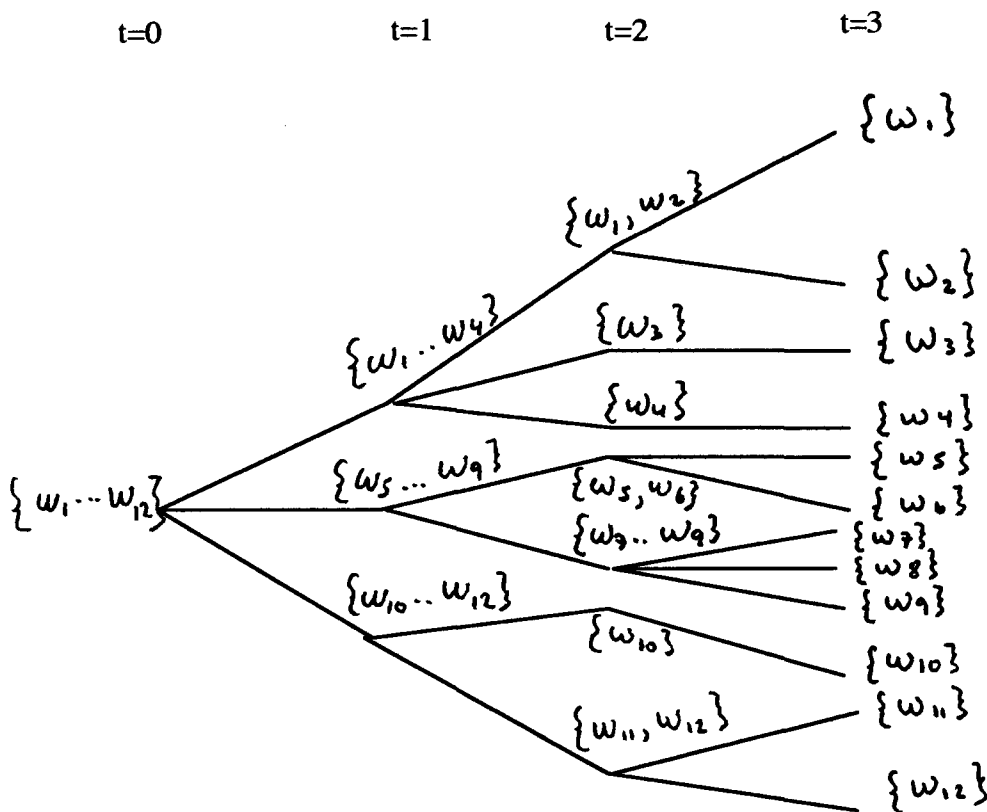 t=0 t=1 t=2 t=3
{ω₁}
{ω₁, ω₂}
{ω₂}
{ω₃} {ω₃}
{ω₁..ω₄}
{ω₄} {ω₄}
{ω₅...ω₉} {ω₅}
{ω₁...ω₁₂} {ω₅, ω₆} {ω₆}
{ω₇..ω₉} {ω₇}
{ω₈}
{ω₉}
{ω₁₀..ω₁₂}
{ω₁₀} {ω₁₀}
{ω₁₁, ω₁₂} {ω₁₁}
{ω₁₂}